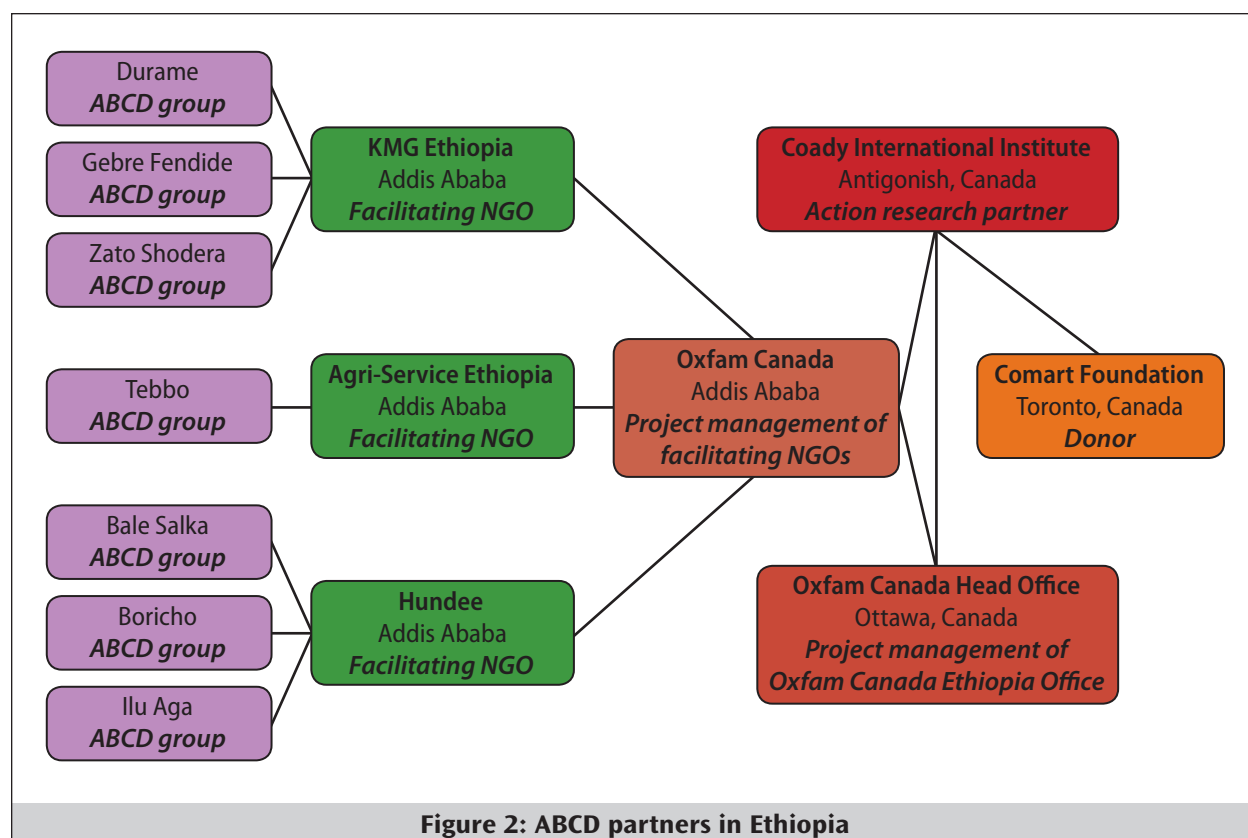 Durame
ABCD group
Gebre Fendide
ABCD group
Zato Shodera
ABCD group
Tebbo
ABCD group
Bale Salka
ABCD group
Boricho
ABCD group
Ilu Aga
ABCD group
KMG Ethiopia
Addis Ababa
Facilitating NGO
Agri-Service Ethiopia
Addis Ababa
Facilitating NGO
Hundee
Addis Ababa
Facilitating NGO
Oxfam Canada
Addis Ababa
Project management of
facilitating NGOs
Coady International Institute
Antigonish, Canada
Action research partner
Comart Foundation
Toronto, Canada
Donor
Oxfam Canada Head Office
Ottawa, Canada
Project management of
Oxfam Canada Ethiopia Office
Figure 2: ABCD partners in Ethiopia